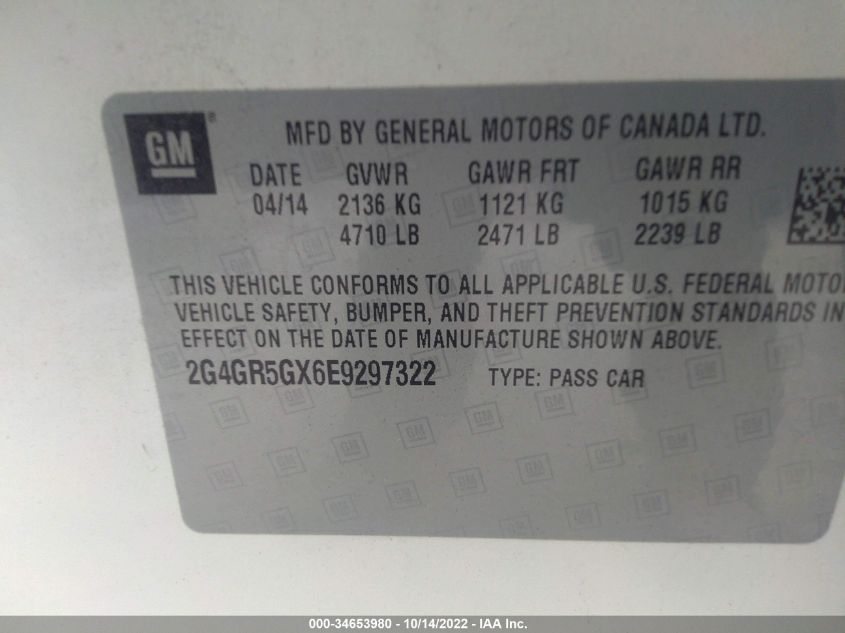 GM®
MFD BY GENERAL MOTORS OF CANADA LTD.
DATE GVWR GAWR FRT GAWR RR
04/14 2136 KG 1121 KG 1015 KG
4710 LB 2471 LB 2239 LB
THIS VEHICLE CONFORMS TO ALL APPLICABLE U.S. FEDERAL MOTO
VEHICLE SAFETY, BUMPER, AND THEFT PREVENTION STANDARDS IN
EFFECT ON THE DATE OF MANUFACTURE SHOWN ABOVE.
2G4GR5GX6E9297322 TYPE: PASS CAR
000-34653980 - 10/14/2022 - IAA Inc.